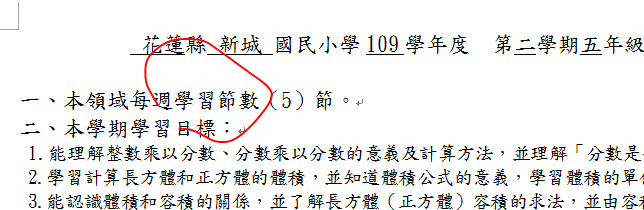 花蓮縣 新城 國民小學 109 學年度 第二學期五年級
一、本領域每週學習節數（5）節。
二、本學期學習目標：
1.能理解整數乘以分數、分數乘以分數的意義及計算方法，並理解「分數是
2.學習計算長方體和正方體的體積，並知道體積公式的意義，學習體積的單
3.能認識體積和容積的關係，並了解長方體（正方體）容積的求法，並由容